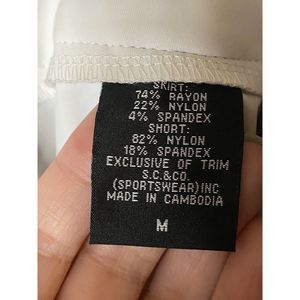 SKIRT:
74% RAYON
22% NYLON
4% SPANDEX
SHORT:
82% NYLON
18% SPANDEX
EXCLUSIVE OF TRIM
S.C.&CO.
(SPORTSWEAR)INC
MADE IN CAMBODIA
M